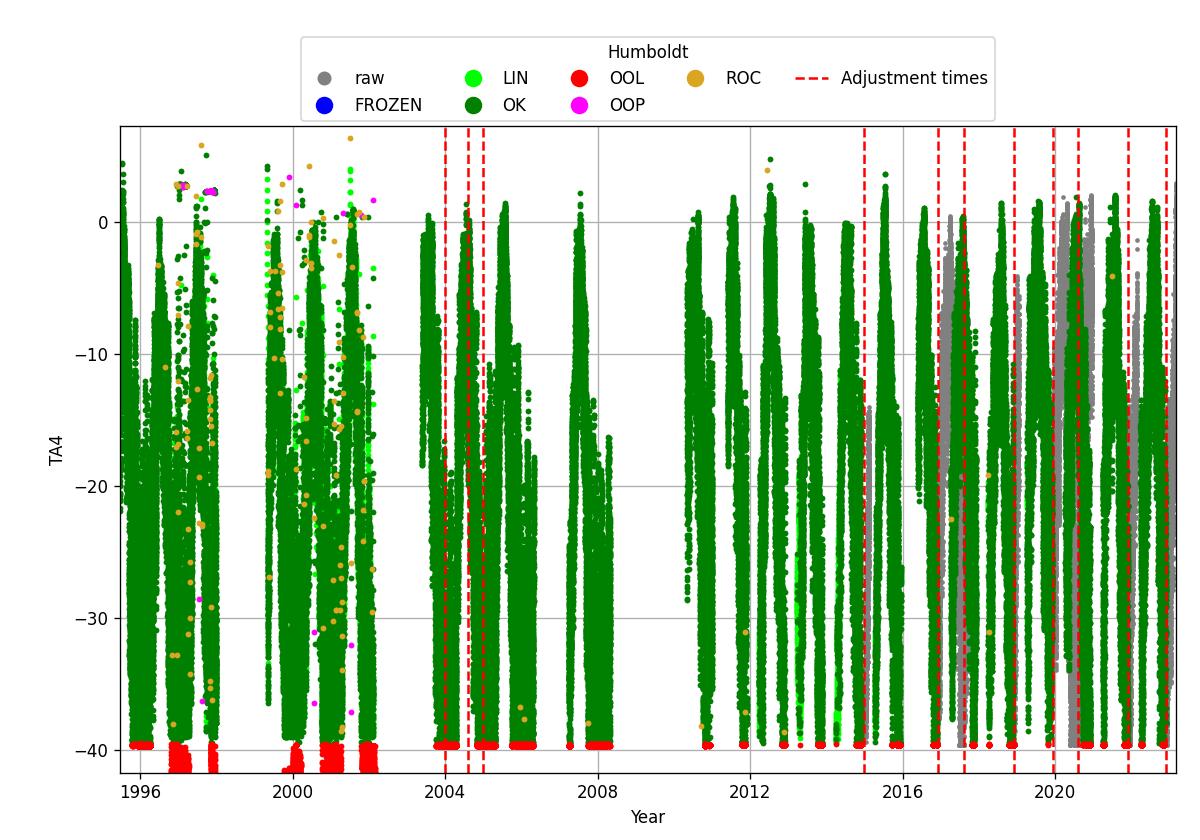 Humboldt
raw LIN OOL ROC Adjustment times
FROZEN OK OOP
TA4
0
−10
−20
−30
−40
1996 2000 2004 2008 2012 2016 2020
Year